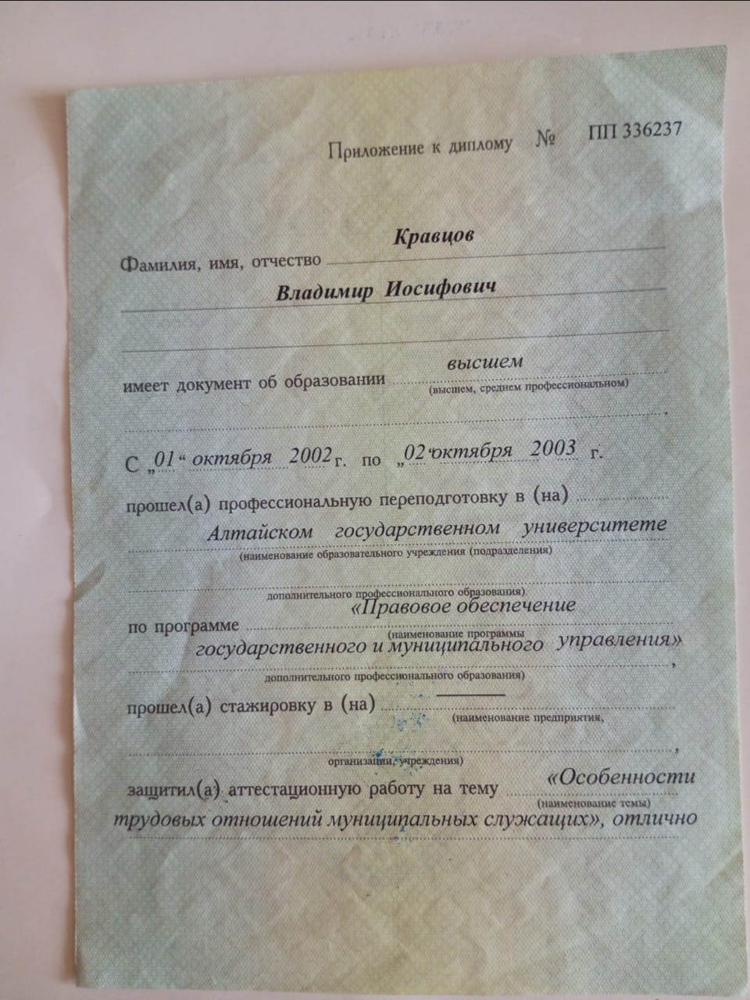 Приложение к диплому № ПП 336237
Кравцов
Фамилия, имя, отчество
Владимир Иосифович
высшем
имеет документ об образовании
(высшем, среднем профессиональном)
С „01“ октября 2002 г. по „02“ октября 2003 г.
прошел(а) профессиональную переподготовку в (на)
Алтайском государственном университете
(наименование образовательного учреждения (подразделения)
дополнительного профессионального образования)
«Правовое обеспечение
по программе
(наименование программы
государственного и муниципального управления»
,
дополнительного профессионального образования)
прошел(а) стажировку в (на)
(наименование предприятия,
,
организации, учреждения)
«Особенности
защитил(а) аттестационную работу на тему
(наименование темы)
трудовых отношений муниципальных служащих», отлично